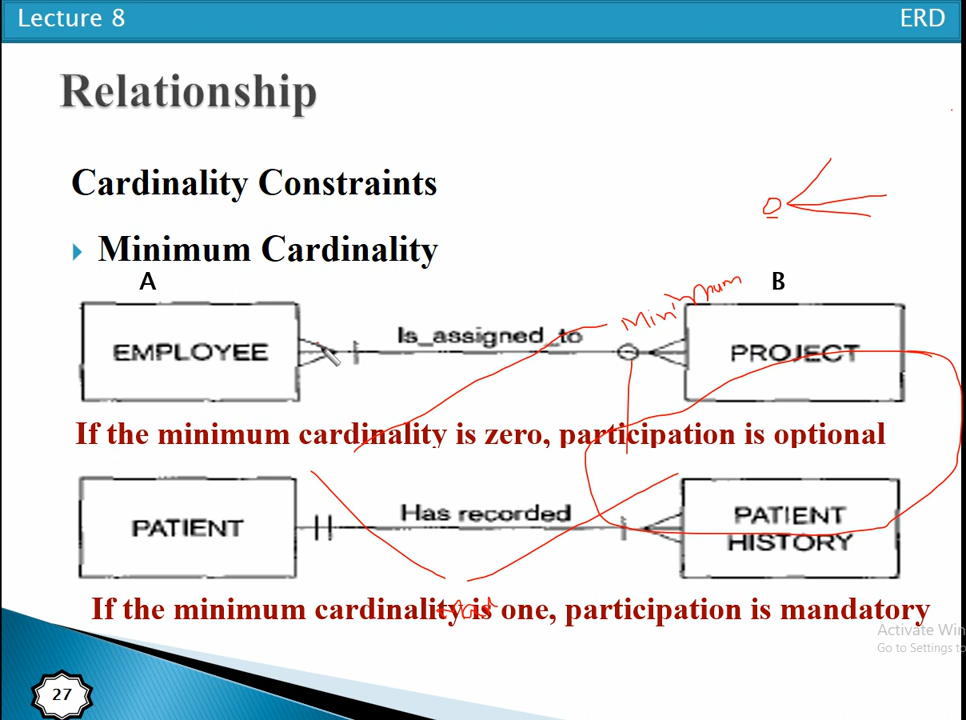 Lecture 8 ERD
Relationship
Cardinality Constraints
Minimum Cardinality
A B
Minimum
Is_assigned_to
EMPLOYEE PROJECT
If the minimum cardinality is zero, participation is optional
Has recorded
PATIENT PATIENT
HISTORY
If the minimum cardinality is one, participation is mandatory
Activate Win
Go to Settings to
27